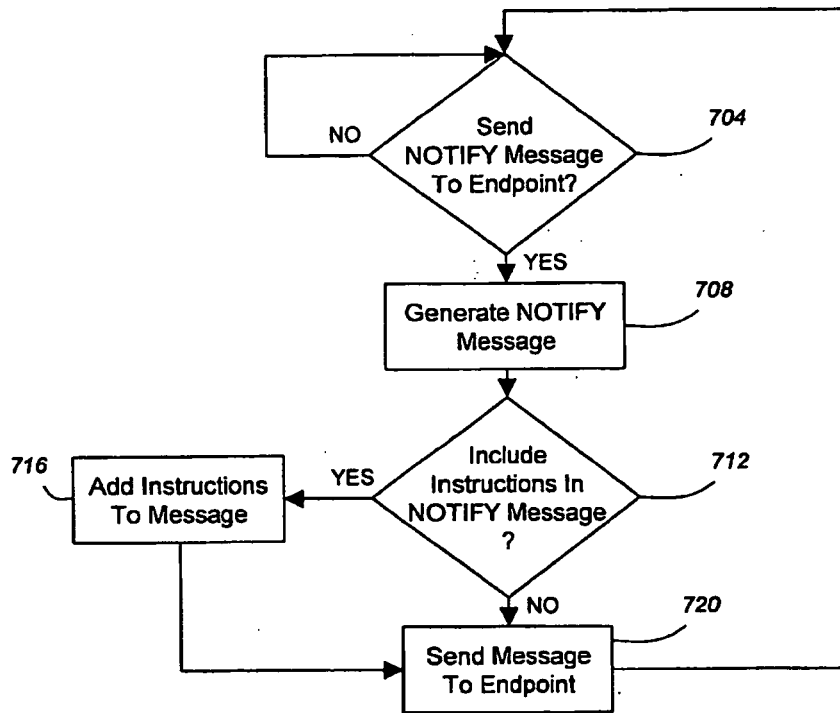 Send
NOTIFY Message
To Endpoint?
704
NO
YES
Generate NOTIFY
Message
708
Include
Instructions In
NOTIFY Message
?
712
YES
716
Add Instructions
To Message
NO
720
Send Message
To Endpoint